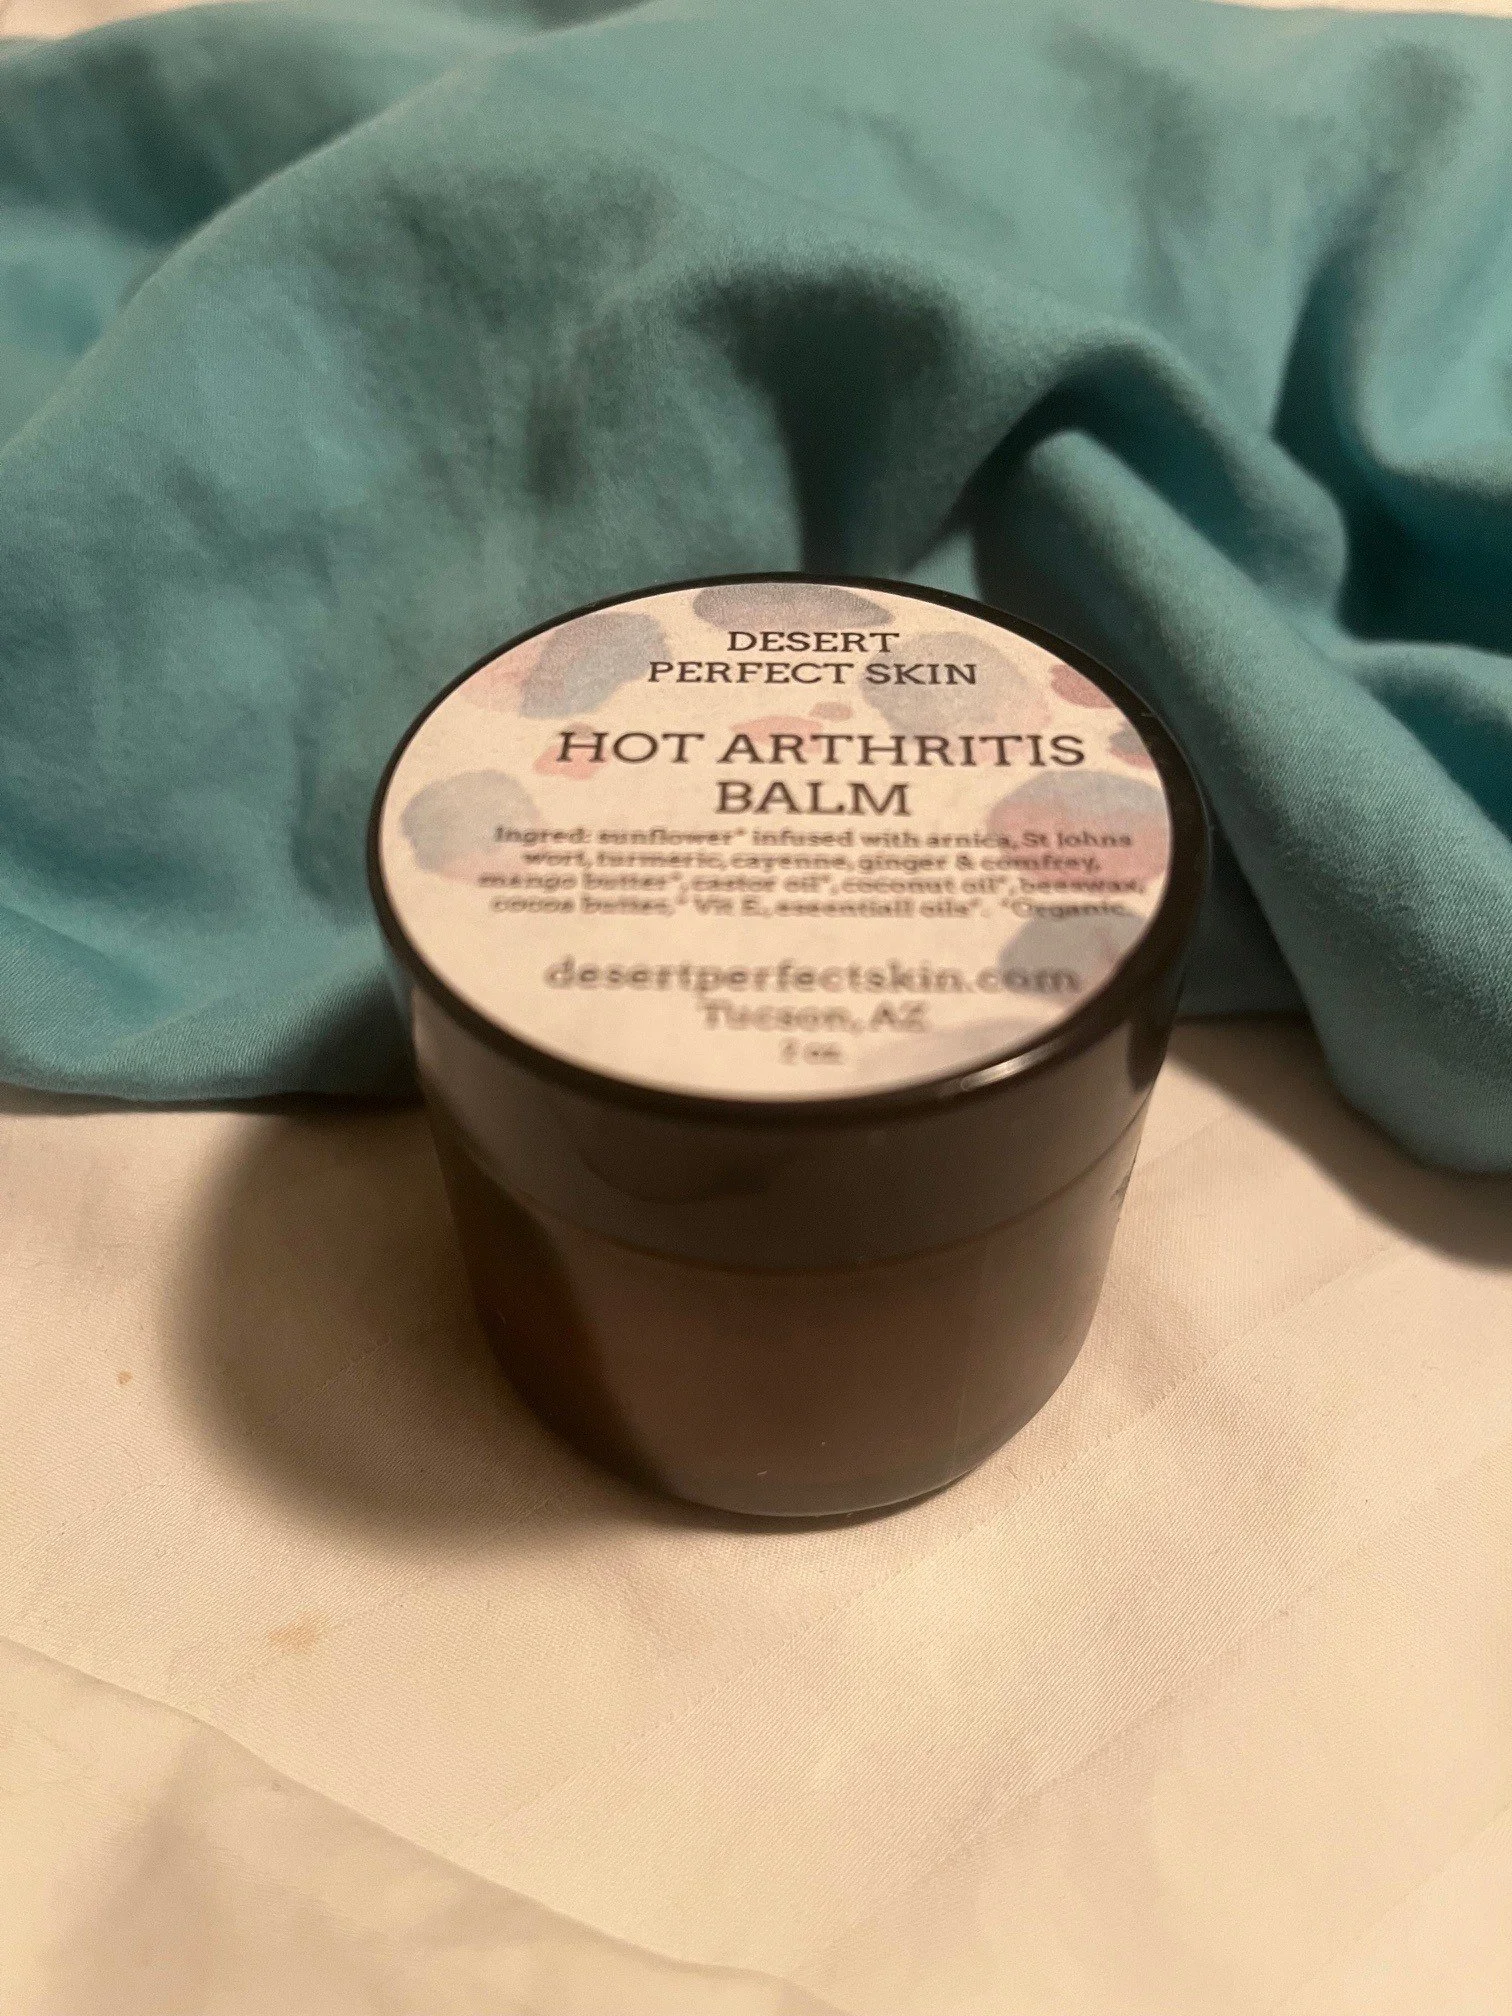 DESERT
PERFECT SKIN
HOT ARTHRITIS
BALM
Ingred: sunflower* infused with arnica, St Johns
wort, turmeric, cayenne, ginger & comfrey,
mango butter*, castor oil*, coconut oil*, beeswax,
cocoa butter,* Vit E, essentiall oils*. *Organic
desertperfectskin.com
Tucson, AZ
oz